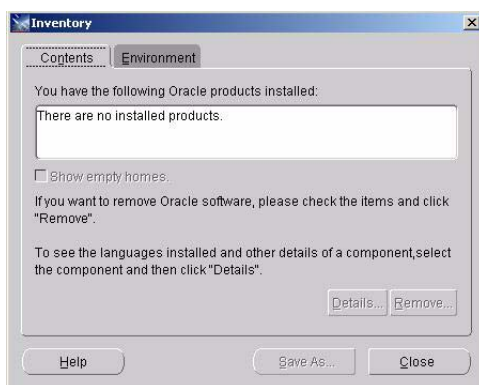 Inventory
Contents
Environment
You have the following Oracle products installed:
There are no installed products.
Show empty homes.
If you want to remove Oracle software, please check the items and click
"Remove".
To see the languages installed and other details of a component,select
the component and then click "Details".
Details...
Remove...
Help
Save As...
Close